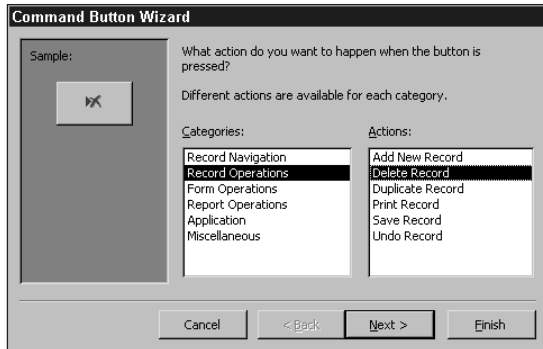 Command Button Wizard
Sample:
What action do you want to happen when the button is
pressed?
Different actions are available for each category.
Categories:
Actions:
Record Navigation
Record Operations
Form Operations
Report Operations
Application
Miscellaneous
Add New Record
Delete Record
Duplicate Record
Print Record
Save Record
Undo Record
Cancel
< Back
Next >
Finish